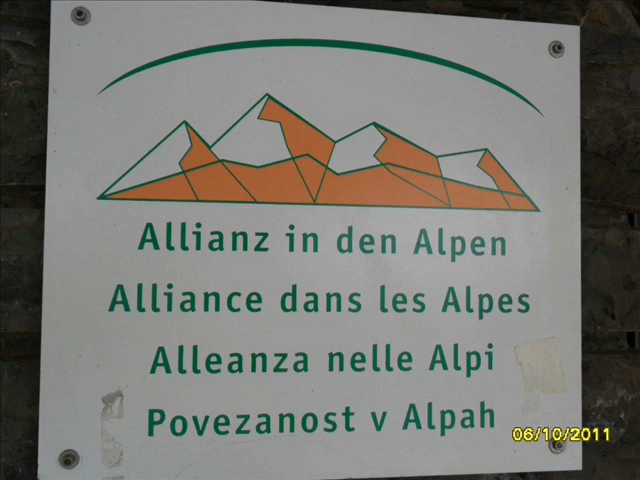 Allianz in den Alpen
Alliance dans les Alpes
Alleanza nelle Alpi
Povezanost v Alpah
06/10/2011